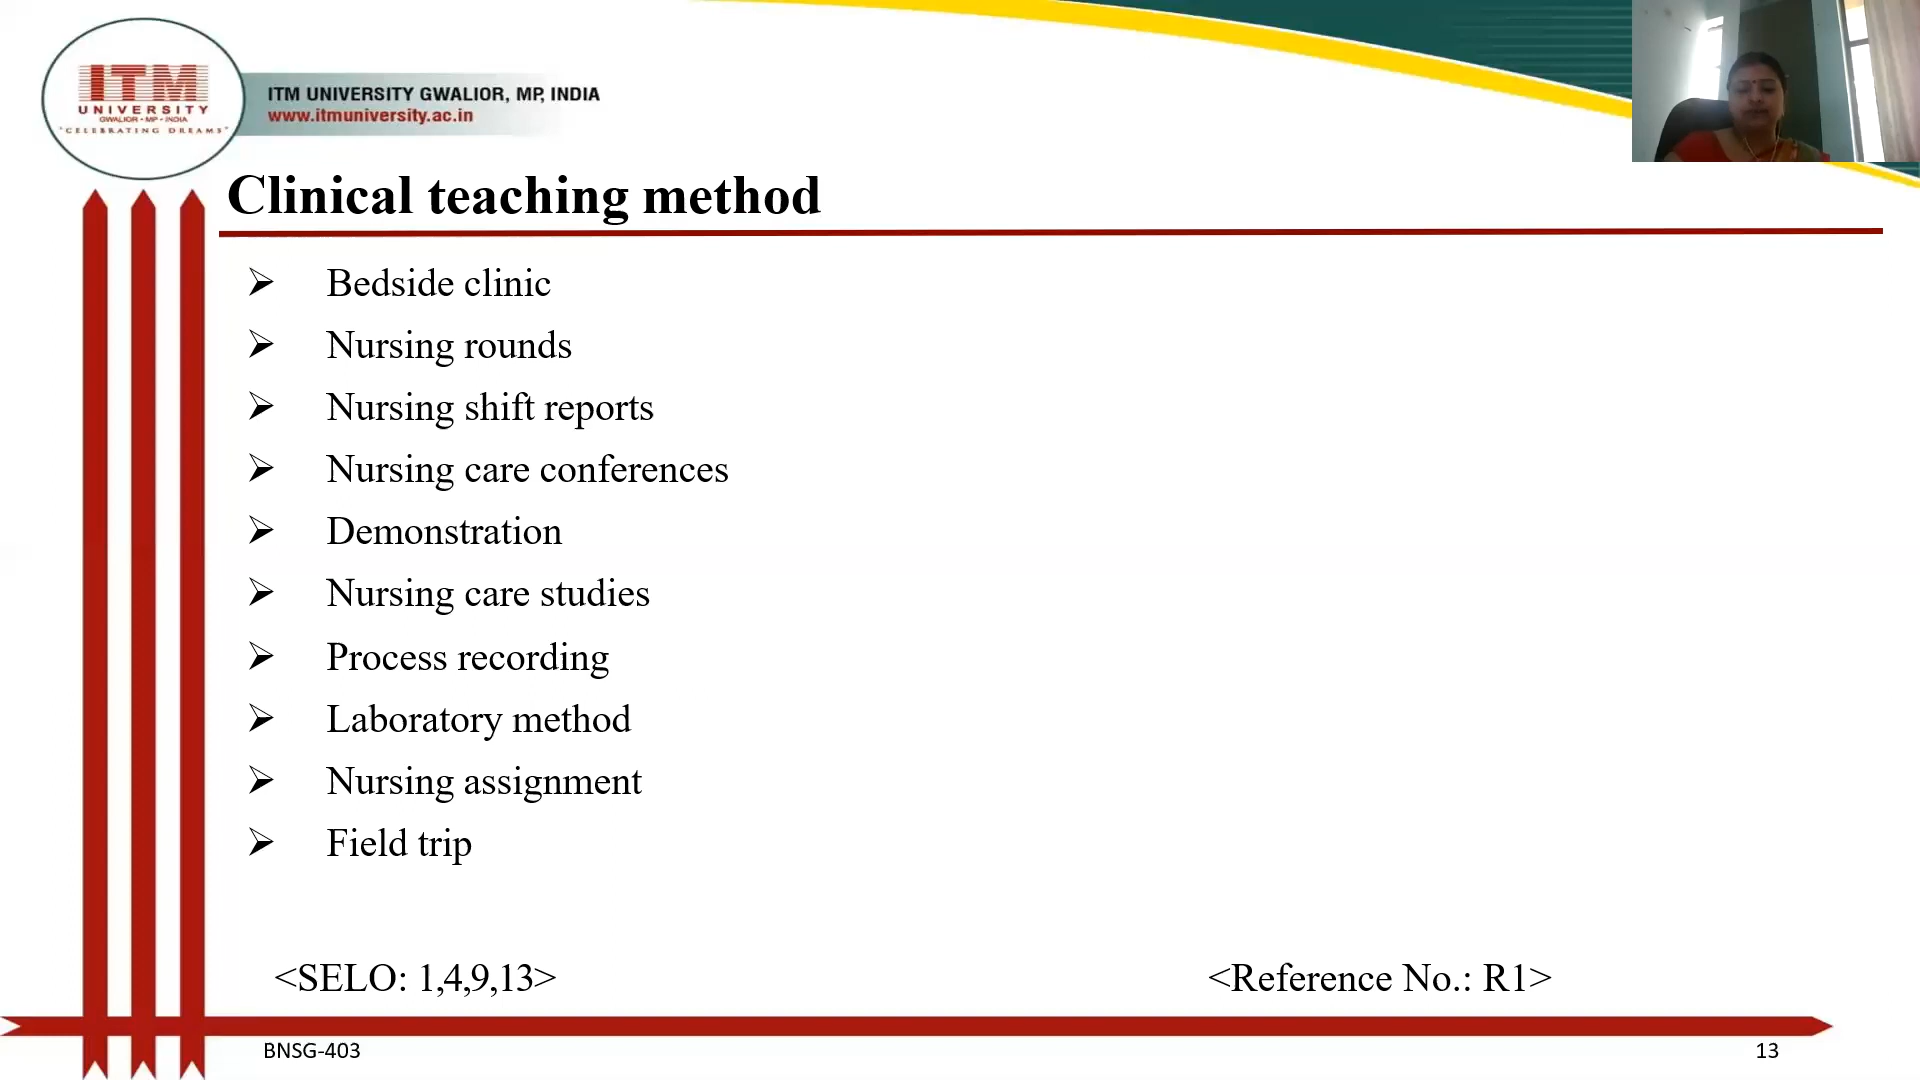 ITM
UNIVERSITY
GWALIOR • MP • INDIA
"CELEBRATING DREAMS"
ITM UNIVERSITY GWALIOR, MP, INDIA
www.itmuniversity.ac.in
Clinical teaching method
➢ Bedside clinic
➢ Nursing rounds
➢ Nursing shift reports
➢ Nursing care conferences
➢ Demonstration
➢ Nursing care studies
➢ Process recording
➢ Laboratory method
➢ Nursing assignment
➢ Field trip
<SELO: 1,4,9,13> <Reference No.: R1>
BNSG-403 13